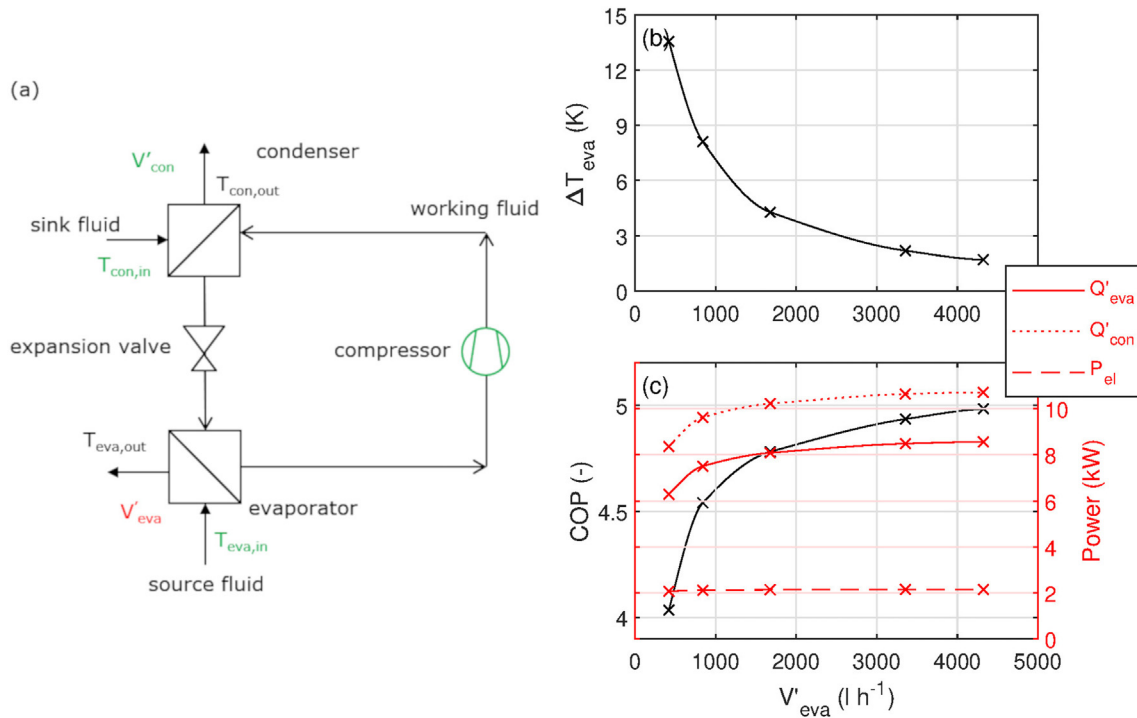 (a)
V'con
condenser
Tcon,out
working fluid
sink fluid
Tcon,in
expansion valve
compressor
Teva,out
V'eva
evaporator
Teva,in
source fluid
(b)
15
12
9
6
3
0
ΔTeva (K)
0 1000 2000 3000 4000
Q'eva
Q'con
Pel
(c)
5
4.5
4
COP (-)
10
8
6
4
2
0
Power (kW)
0 1000 2000 3000 4000 5000
V'eva (l h-1)